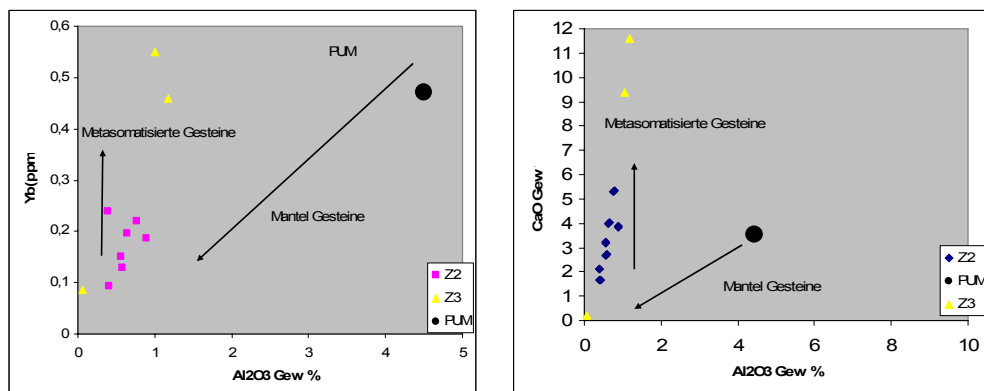 0,6
0,5
0,4
0,3
0,2
0,1
0
Yb(ppm
PUM
Metasomatisierte Gesteine
Mantel Gesteine
Z2
Z3
PUM
0 1 2 3 4 5
Al2O3 Gew %
12
11
10
9
8
7
6
5
4
3
2
1
0
CaO Gew
Metasomatisierte Gesteine
Mantel Gesteine
Z2
PUM
Z3
0 2 4 6 8 10
Al2O3 Gew %